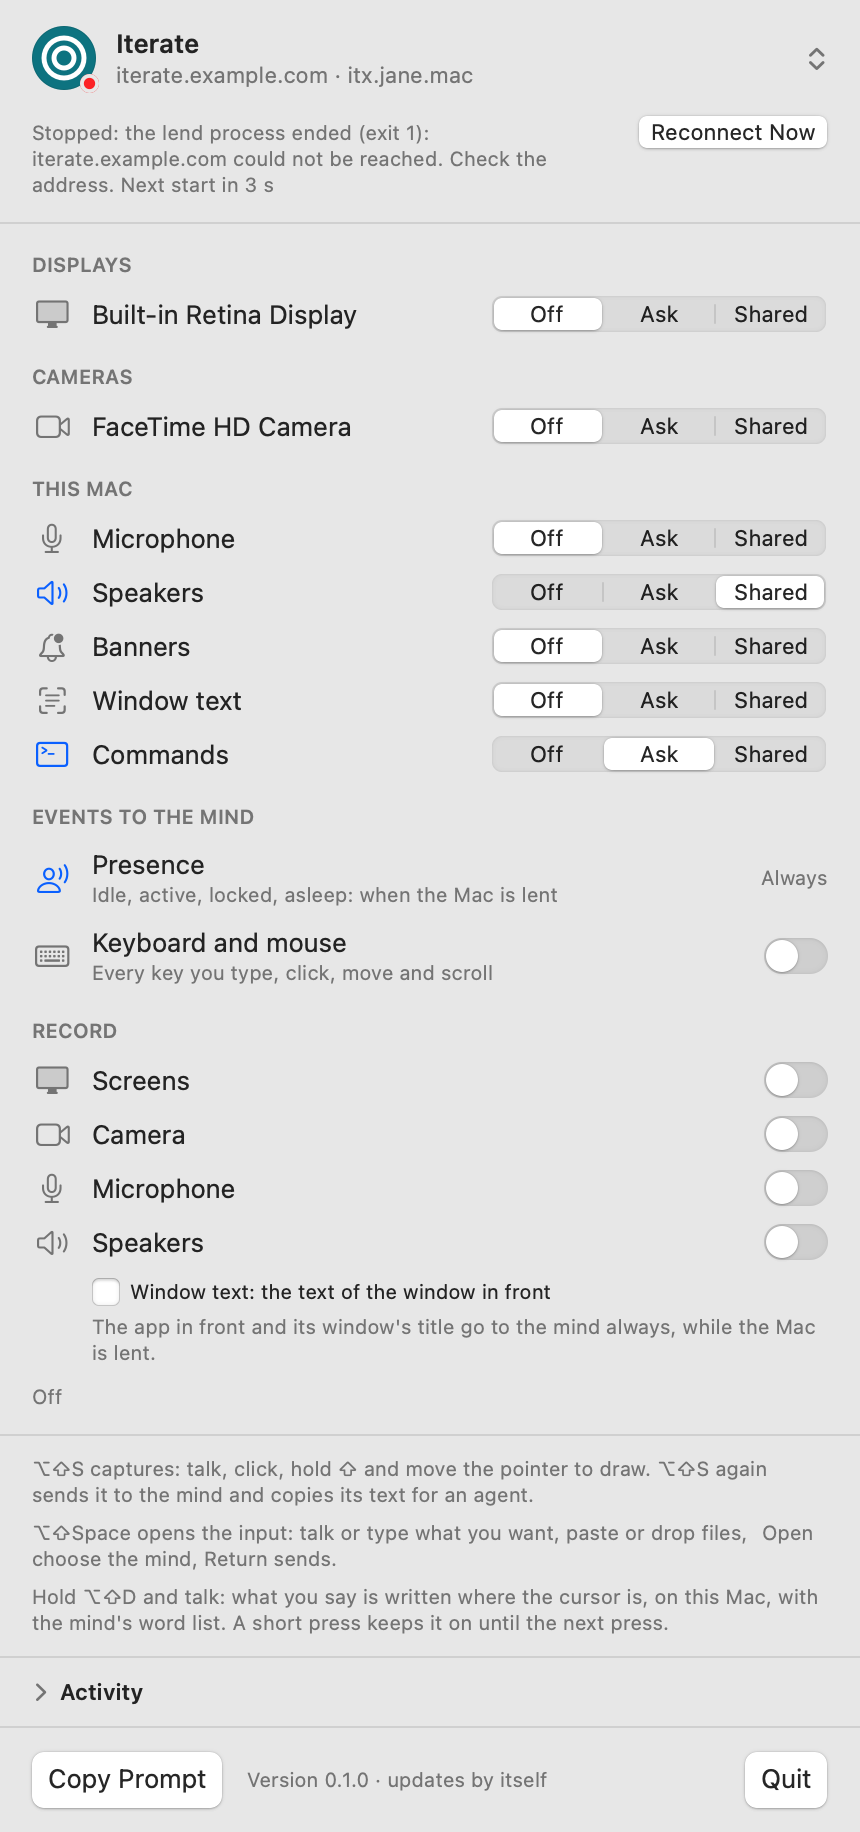 Iterate
iterate.example.com · itx.jane.mac
Stopped: the lend process ended (exit 1):
iterate.example.com could not be reached. Check the
address. Next start in 3 s
Reconnect Now
DISPLAYS
Built-in Retina Display Off Ask Shared
CAMERAS
FaceTime HD Camera Off Ask Shared
THIS MAC
Microphone Off Ask Shared
Speakers Off Ask Shared
Banners Off Ask Shared
Window text Off Ask Shared
Commands Off Ask Shared
EVENTS TO THE MIND
Presence
Idle, active, locked, asleep: when the Mac is lent
Always
Keyboard and mouse
Every key you type, click, move and scroll
RECORD
Screens
Camera
Microphone
Speakers
Window text: the text of the window in front
The app in front and its window's title go to the mind always, while the Mac
is lent.
Off
⌥⇧S captures: talk, click, hold ⇧ and move the pointer to draw. ⌥⇧S again
sends it to the mind and copies its text for an agent.
⌥⇧Space opens the input: talk or type what you want, paste or drop files, Open
choose the mind, Return sends.
Hold ⌥⇧D and talk: what you say is written where the cursor is, on this Mac, with
the mind's word list. A short press keeps it on until the next press.
Activity
Copy Prompt Version 0.1.0 · updates by itself Quit